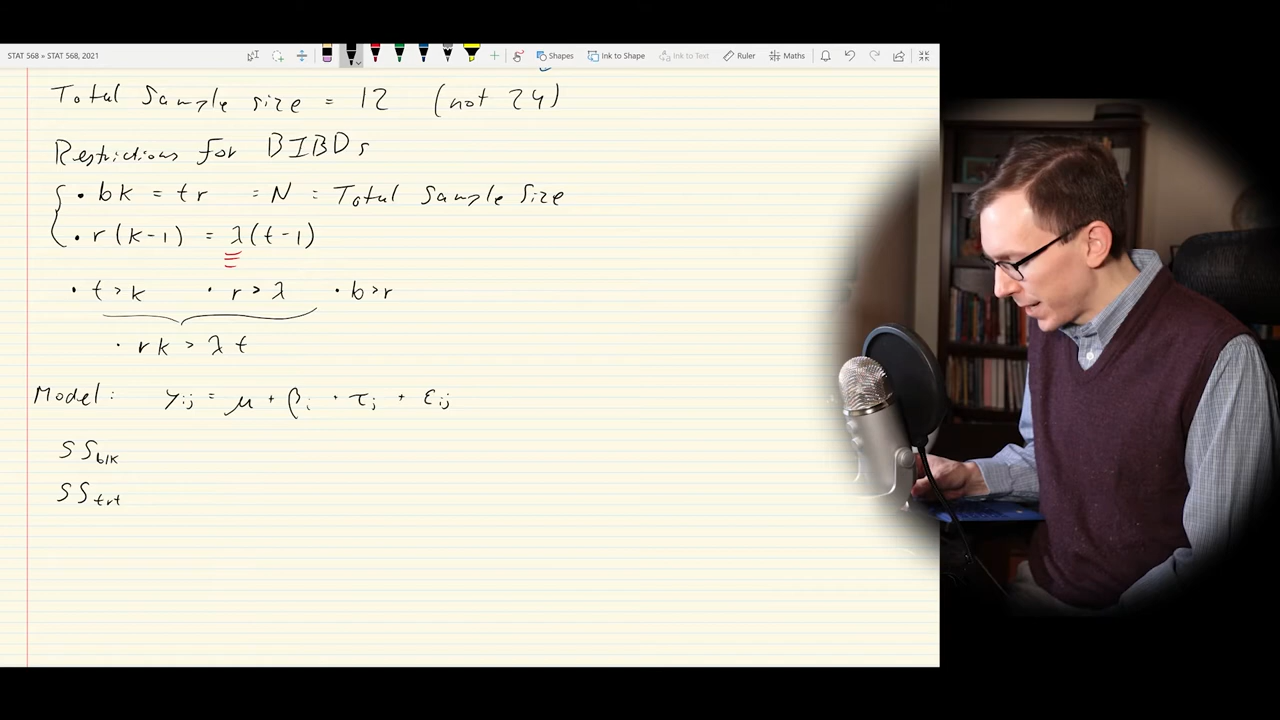 STAT 568 » STAT 568, 2021
Shapes Ink to Shape Ink to Text Ruler Maths
Total Sample size = 12 (not 24)
Restrictions for BIBDs
• bk = tr = N = Total Sample Size
• r(k-1) = λ(t-1)
• t > k • r > λ • b > r
• rk > λt
Model: yij = μ + βi + τj + εij
SSblk
SStrt